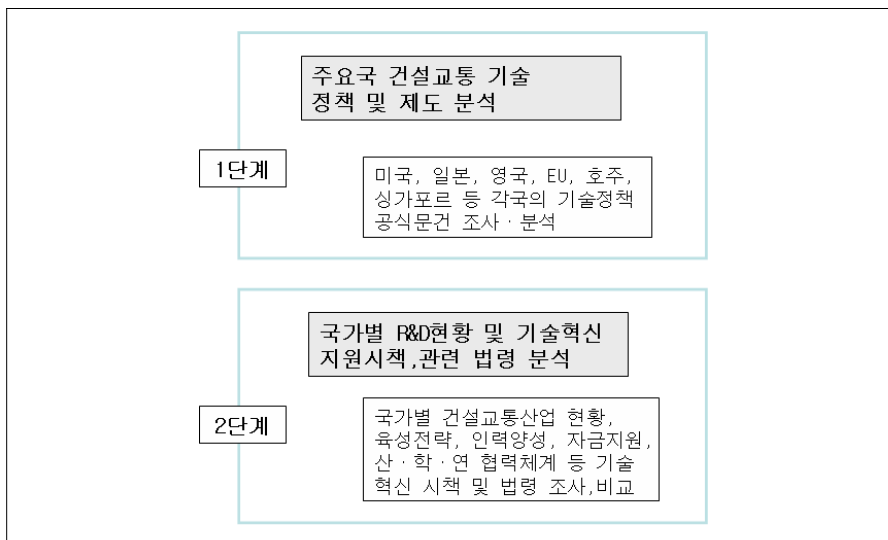 주요국 건설교통 기술
정책 및 제도 분석
1단계
미국, 일본, 영국, EU, 호주,
싱가포르 등 각국의 기술정책
공식문건 조사·분석
국가별 R&D현황 및 기술혁신
지원시책,관련 법령 분석
2단계
국가별 건설교통산업 현황,
육성전략, 인력양성, 자금지원,
산·학·연 협력체계 등 기술
혁신 시책 및 법령 조사,비교